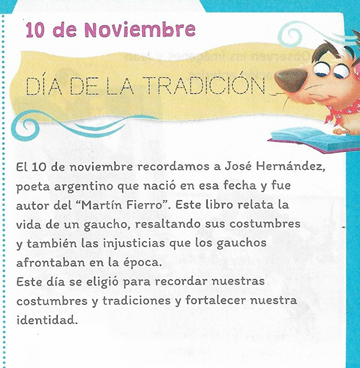 10 de Noviembre
DÍA DE LA TRADICIÓN
El 10 de noviembre recordamos a José Hernández,
poeta argentino que nació en esa fecha y fue
autor del “Martín Fierro”. Este libro relata la
vida de un gaucho, resaltando sus costumbres
y también las injusticias que los gauchos
afrontaban en la época.
Este día se eligió para recordar nuestras
costumbres y tradiciones y fortalecer nuestra
identidad.